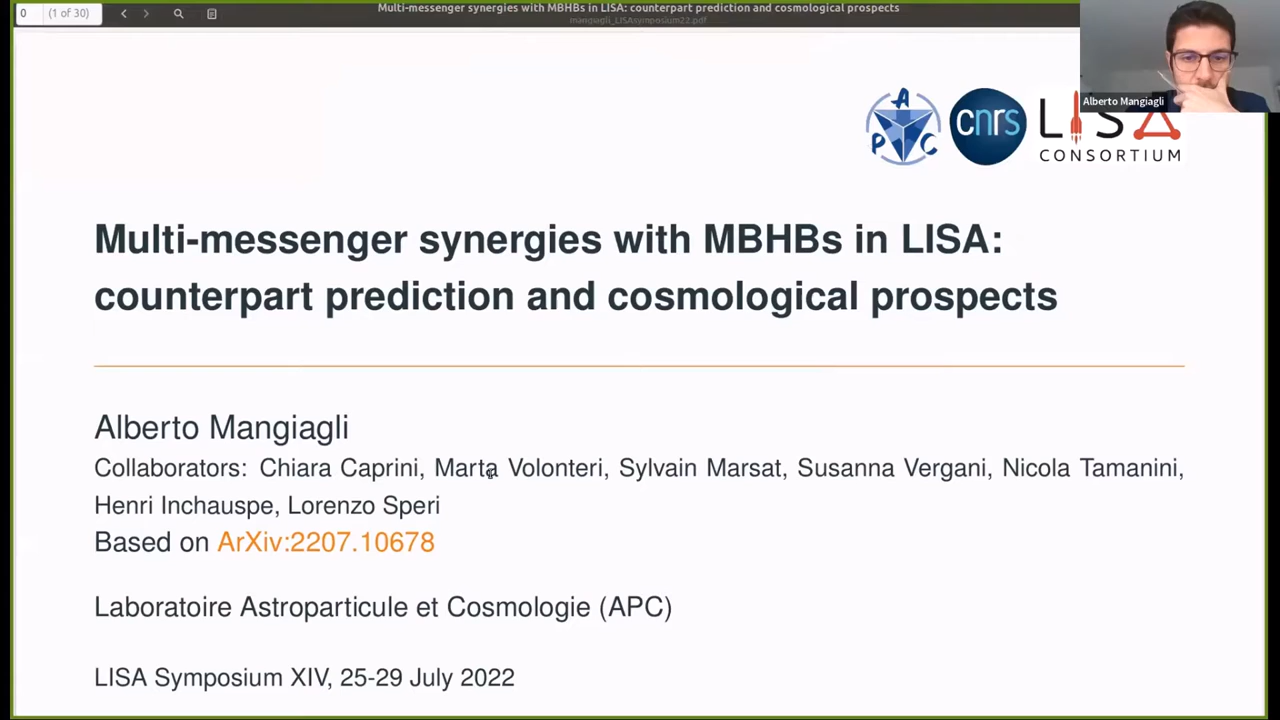 0 (1 of 30)
Multi-messenger synergies with MBHBs in LISA: counterpart prediction and cosmological prospects
mangiagli_LISAsymposium22.pdf
Alberto Mangiagli
A
P C
cnrs
LISA
CONSORTIUM
Multi-messenger synergies with MBHBs in LISA:
counterpart prediction and cosmological prospects
Alberto Mangiagli
Collaborators: Chiara Caprini, Marta Volonteri, Sylvain Marsat, Susanna Vergani, Nicola Tamanini,
Henri Inchauspe, Lorenzo Speri
Based on ArXiv:2207.10678
Laboratoire Astroparticule et Cosmologie (APC)
LISA Symposium XIV, 25-29 July 2022